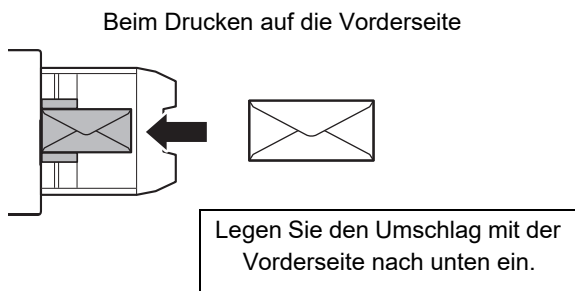 Beim Drucken auf die Vorderseite
Legen Sie den Umschlag mit der
Vorderseite nach unten ein.